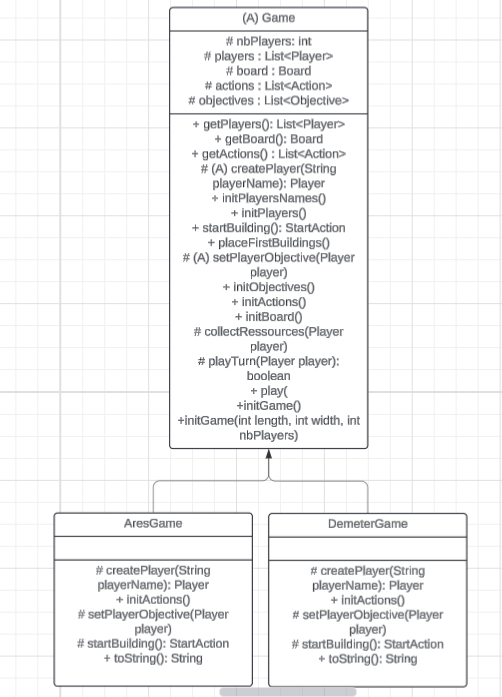 (A) Game
# nbPlayers: int
# players : List<Player>
# board : Board
# actions : List<Action>
# objectives : List<Objective>
+ getPlayers(): List<Player>
+ getBoard(): Board
+ getActions() : List<Action>
# (A) createPlayer(String
playerName): Player
+ initPlayersNames()
+ initPlayers()
+ startBuilding(): StartAction
+ placeFirstBuildings()
# (A) setPlayerObjective(Player
player)
+ initObjectives()
+ initActions()
+ initBoard()
# collectRessources(Player
player)
# playTurn(Player player):
boolean
+ play(
+initGame()
+initGame(int length, int width, int
nbPlayers)
AresGame
# createPlayer(String
playerName): Player
+ initActions()
# setPlayerObjective(Player
player)
# startBuilding(): StartAction
+ toString(): String
DemeterGame
# createPlayer(String
playerName): Player
+ initActions()
# setPlayerObjective(Player
player)
# startBuilding(): StartAction
+ toString(): String